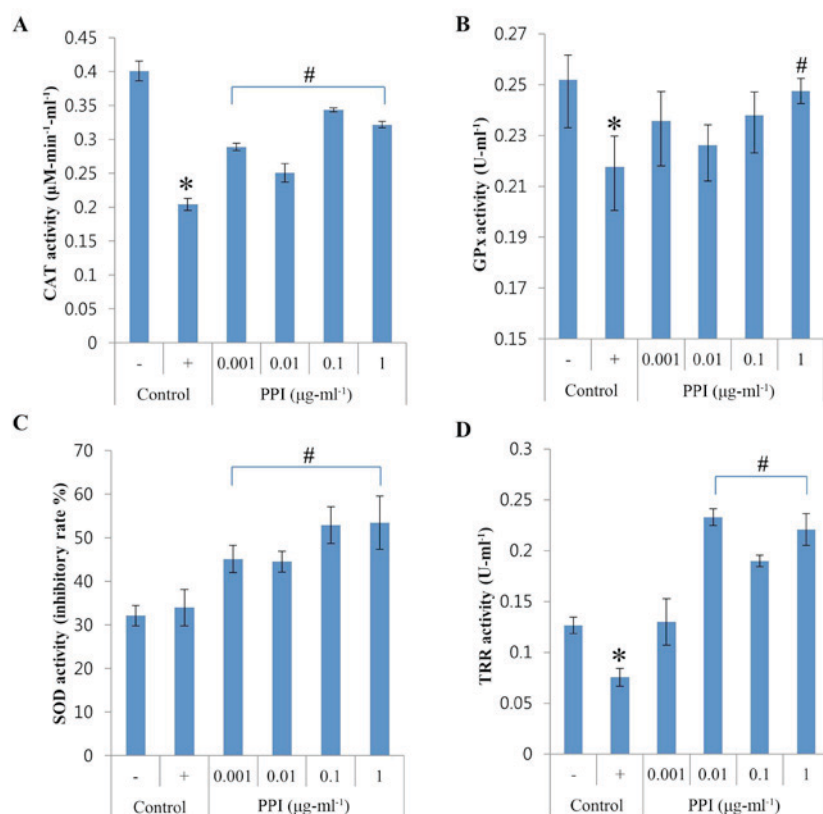 A
CAT activity (µM-min⁻¹-ml⁻¹)
0.45
0.4
0.35
0.3
0.25
0.2
0.15
0.1
0.05
0
*
#
- + 0.001 0.01 0.1 1
Control PPI (µg-ml⁻¹)
B
GPx activity (U-ml⁻¹)
0.27
0.25
0.23
0.21
0.19
0.17
0.15
*
#
- + 0.001 0.01 0.1 1
Control PPI (µg-ml⁻¹)
C
SOD activity (inhibitory rate %)
70
60
50
40
30
20
10
0
#
- + 0.001 0.01 0.1 1
Control PPI (µg-ml⁻¹)
D
TRR activity (U-ml⁻¹)
0.3
0.25
0.2
0.15
0.1
0.05
0
*
#
- + 0.001 0.01 0.1 1
Control PPI (µg-ml⁻¹)